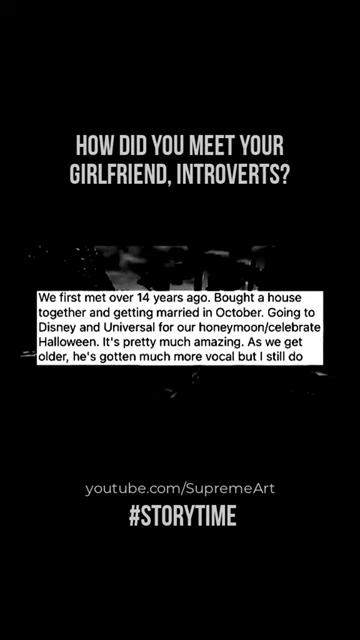 HOW DID YOU MEET YOUR
GIRLFRIEND, INTROVERTS?
We first met over 14 years ago. Bought a house
together and getting married in October. Going to
Disney and Universal for our honeymoon/celebrate
Halloween. It's pretty much amazing. As we get
older, he's gotten much more vocal but I still do
youtube.com/SupremeArt
#STORYTIME